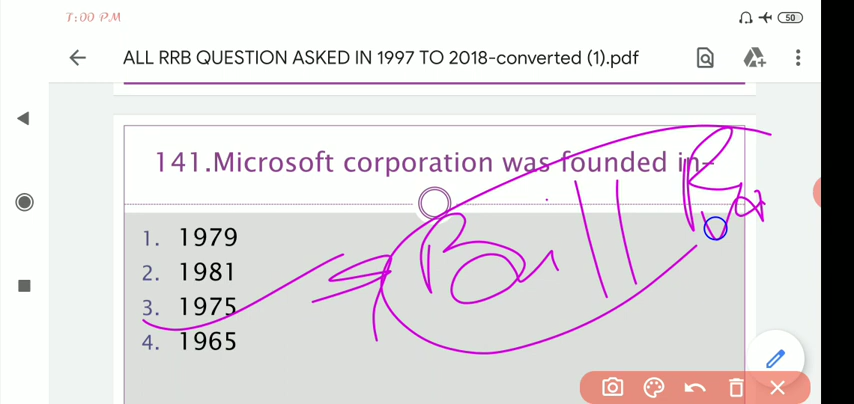 7:00 PM
50
ALL RRB QUESTION ASKED IN 1997 TO 2018-converted (1).pdf
141.Microsoft corporation was founded in-
1. 1979
2. 1981
3. 1975
4. 1965